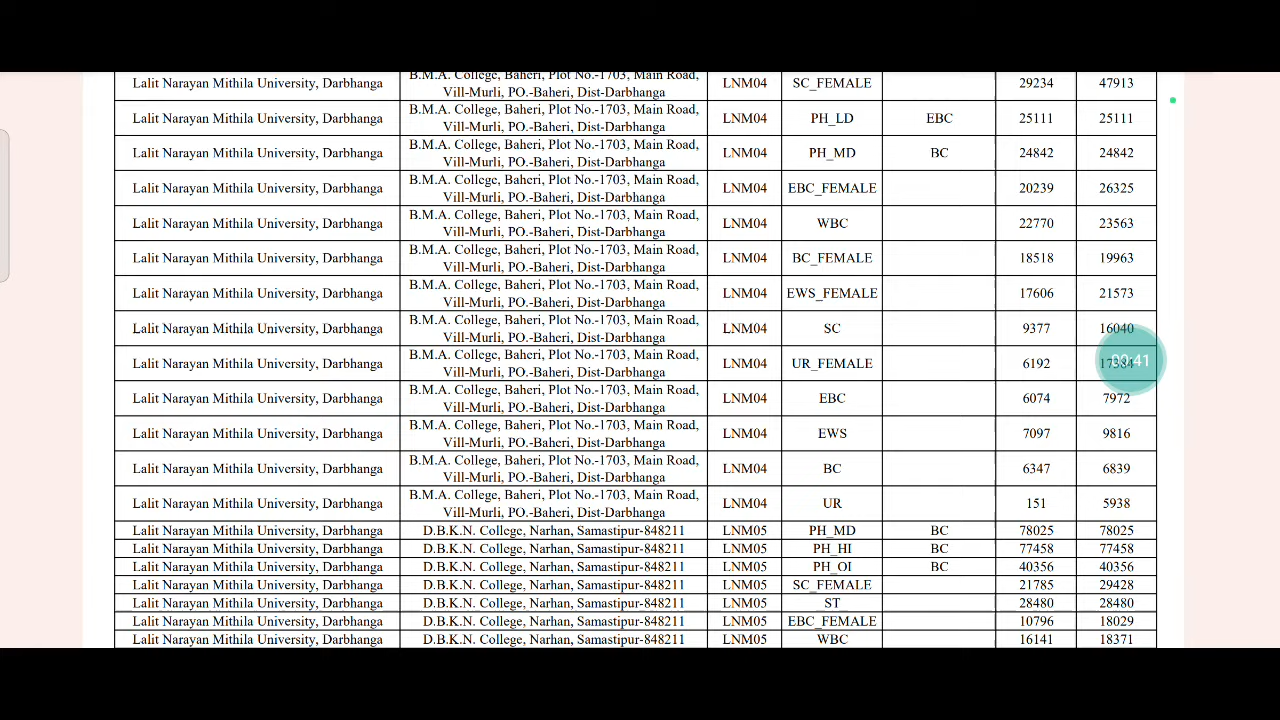 Lalit Narayan Mithila University, Darbhanga B.M.A. College, Baheri, Plot No.-1703, Main Road, LNM04 SC_FEMALE 29234 47913
Vill-Murli, PO.-Baheri, Dist-Darbhanga
Lalit Narayan Mithila University, Darbhanga B.M.A. College, Baheri, Plot No.-1703, Main Road, LNM04 PH_LD EBC 25111 25111
Vill-Murli, PO.-Baheri, Dist-Darbhanga
Lalit Narayan Mithila University, Darbhanga B.M.A. College, Baheri, Plot No.-1703, Main Road, LNM04 PH_MD BC 24842 24842
Vill-Murli, PO.-Baheri, Dist-Darbhanga
Lalit Narayan Mithila University, Darbhanga B.M.A. College, Baheri, Plot No.-1703, Main Road, LNM04 EBC_FEMALE 20239 26325
Vill-Murli, PO.-Baheri, Dist-Darbhanga
Lalit Narayan Mithila University, Darbhanga B.M.A. College, Baheri, Plot No.-1703, Main Road, LNM04 WBC 22770 23563
Vill-Murli, PO.-Baheri, Dist-Darbhanga
Lalit Narayan Mithila University, Darbhanga B.M.A. College, Baheri, Plot No.-1703, Main Road, LNM04 BC_FEMALE 18518 19963
Vill-Murli, PO.-Baheri, Dist-Darbhanga
Lalit Narayan Mithila University, Darbhanga B.M.A. College, Baheri, Plot No.-1703, Main Road, LNM04 EWS_FEMALE 17606 21573
Vill-Murli, PO.-Baheri, Dist-Darbhanga
Lalit Narayan Mithila University, Darbhanga B.M.A. College, Baheri, Plot No.-1703, Main Road, LNM04 SC 9377 16040
Vill-Murli, PO.-Baheri, Dist-Darbhanga
Lalit Narayan Mithila University, Darbhanga B.M.A. College, Baheri, Plot No.-1703, Main Road, LNM04 UR_FEMALE 6192
Vill-Murli, PO.-Baheri, Dist-Darbhanga
Lalit Narayan Mithila University, Darbhanga B.M.A. College, Baheri, Plot No.-1703, Main Road, LNM04 EBC 6074 7972
Vill-Murli, PO.-Baheri, Dist-Darbhanga
Lalit Narayan Mithila University, Darbhanga B.M.A. College, Baheri, Plot No.-1703, Main Road, LNM04 EWS 7097 9816
Vill-Murli, PO.-Baheri, Dist-Darbhanga
Lalit Narayan Mithila University, Darbhanga B.M.A. College, Baheri, Plot No.-1703, Main Road, LNM04 BC 6347 6839
Vill-Murli, PO.-Baheri, Dist-Darbhanga
Lalit Narayan Mithila University, Darbhanga B.M.A. College, Baheri, Plot No.-1703, Main Road, LNM04 UR 151 5938
Vill-Murli, PO.-Baheri, Dist-Darbhanga
Lalit Narayan Mithila University, Darbhanga D.B.K.N. College, Narhan, Samastipur-848211 LNM05 PH_MD BC 78025 78025
Lalit Narayan Mithila University, Darbhanga D.B.K.N. College, Narhan, Samastipur-848211 LNM05 PH_HI BC 77458 77458
Lalit Narayan Mithila University, Darbhanga D.B.K.N. College, Narhan, Samastipur-848211 LNM05 PH_OI BC 40356 40356
Lalit Narayan Mithila University, Darbhanga D.B.K.N. College, Narhan, Samastipur-848211 LNM05 SC_FEMALE 21785 29428
Lalit Narayan Mithila University, Darbhanga D.B.K.N. College, Narhan, Samastipur-848211 LNM05 ST 28480 28480
Lalit Narayan Mithila University, Darbhanga D.B.K.N. College, Narhan, Samastipur-848211 LNM05 EBC_FEMALE 10796 18029
Lalit Narayan Mithila University, Darbhanga D.B.K.N. College, Narhan, Samastipur-848211 LNM05 WBC 16141 18371